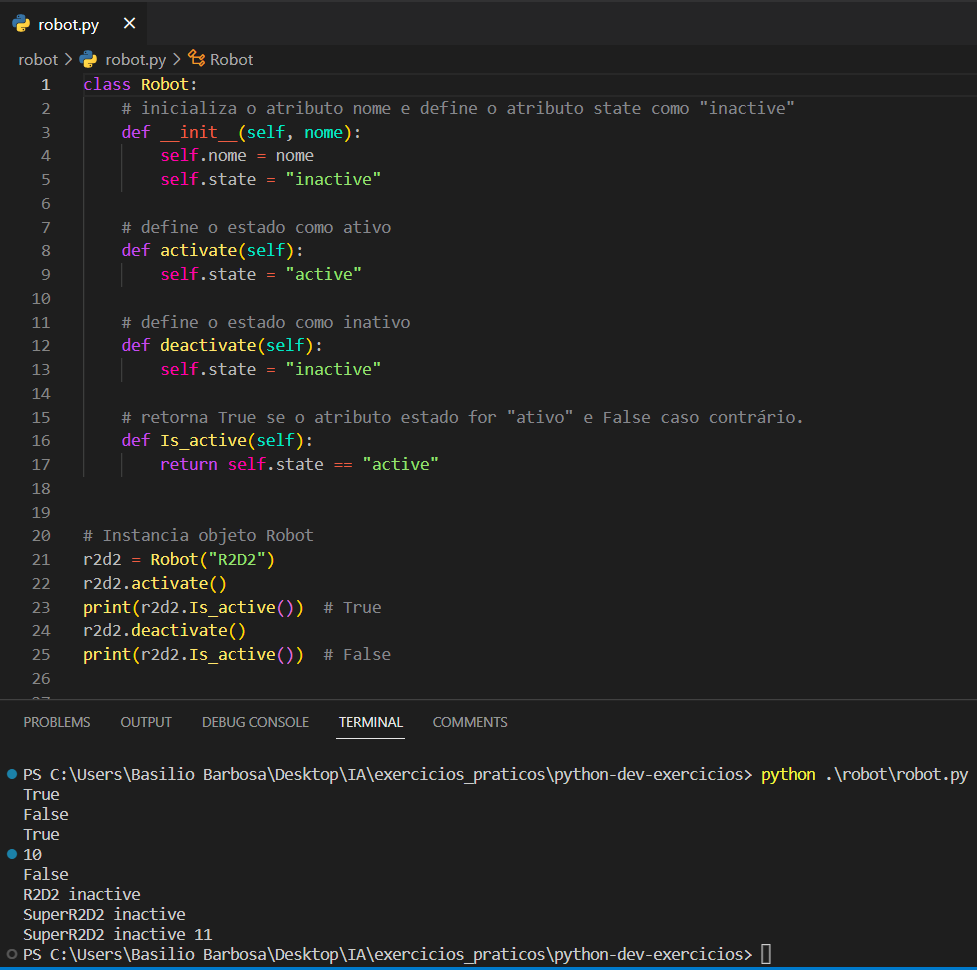 robot.py ×
robot > robot.py > Robot
1 class Robot:
2     # inicializa o atributo nome e define o atributo state como "inactive"
3     def __init__(self, nome):
4         self.nome = nome
5         self.state = "inactive"
6
7     # define o estado como ativo
8     def activate(self):
9         self.state = "active"
10
11     # define o estado como inativo
12     def deactivate(self):
13         self.state = "inactive"
14
15     # retorna True se o atributo estado for "ativo" e False caso contrário.
16     def Is_active(self):
17         return self.state == "active"
18
19
20 # Instancia objeto Robot
21 r2d2 = Robot("R2D2")
22 r2d2.activate()
23 print(r2d2.Is_active())  # True
24 r2d2.deactivate()
25 print(r2d2.Is_active())  # False
26
27
PROBLEMS OUTPUT DEBUG CONSOLE TERMINAL COMMENTS
PS C:\Users\Basilio Barbosa\Desktop\IA\exercicios_praticos\python-dev-exercicios> python .\robot\robot.py
True
False
True
10
False
R2D2 inactive
SuperR2D2 inactive
SuperR2D2 inactive 11
PS C:\Users\Basilio Barbosa\Desktop\IA\exercicios_praticos\python-dev-exercicios>